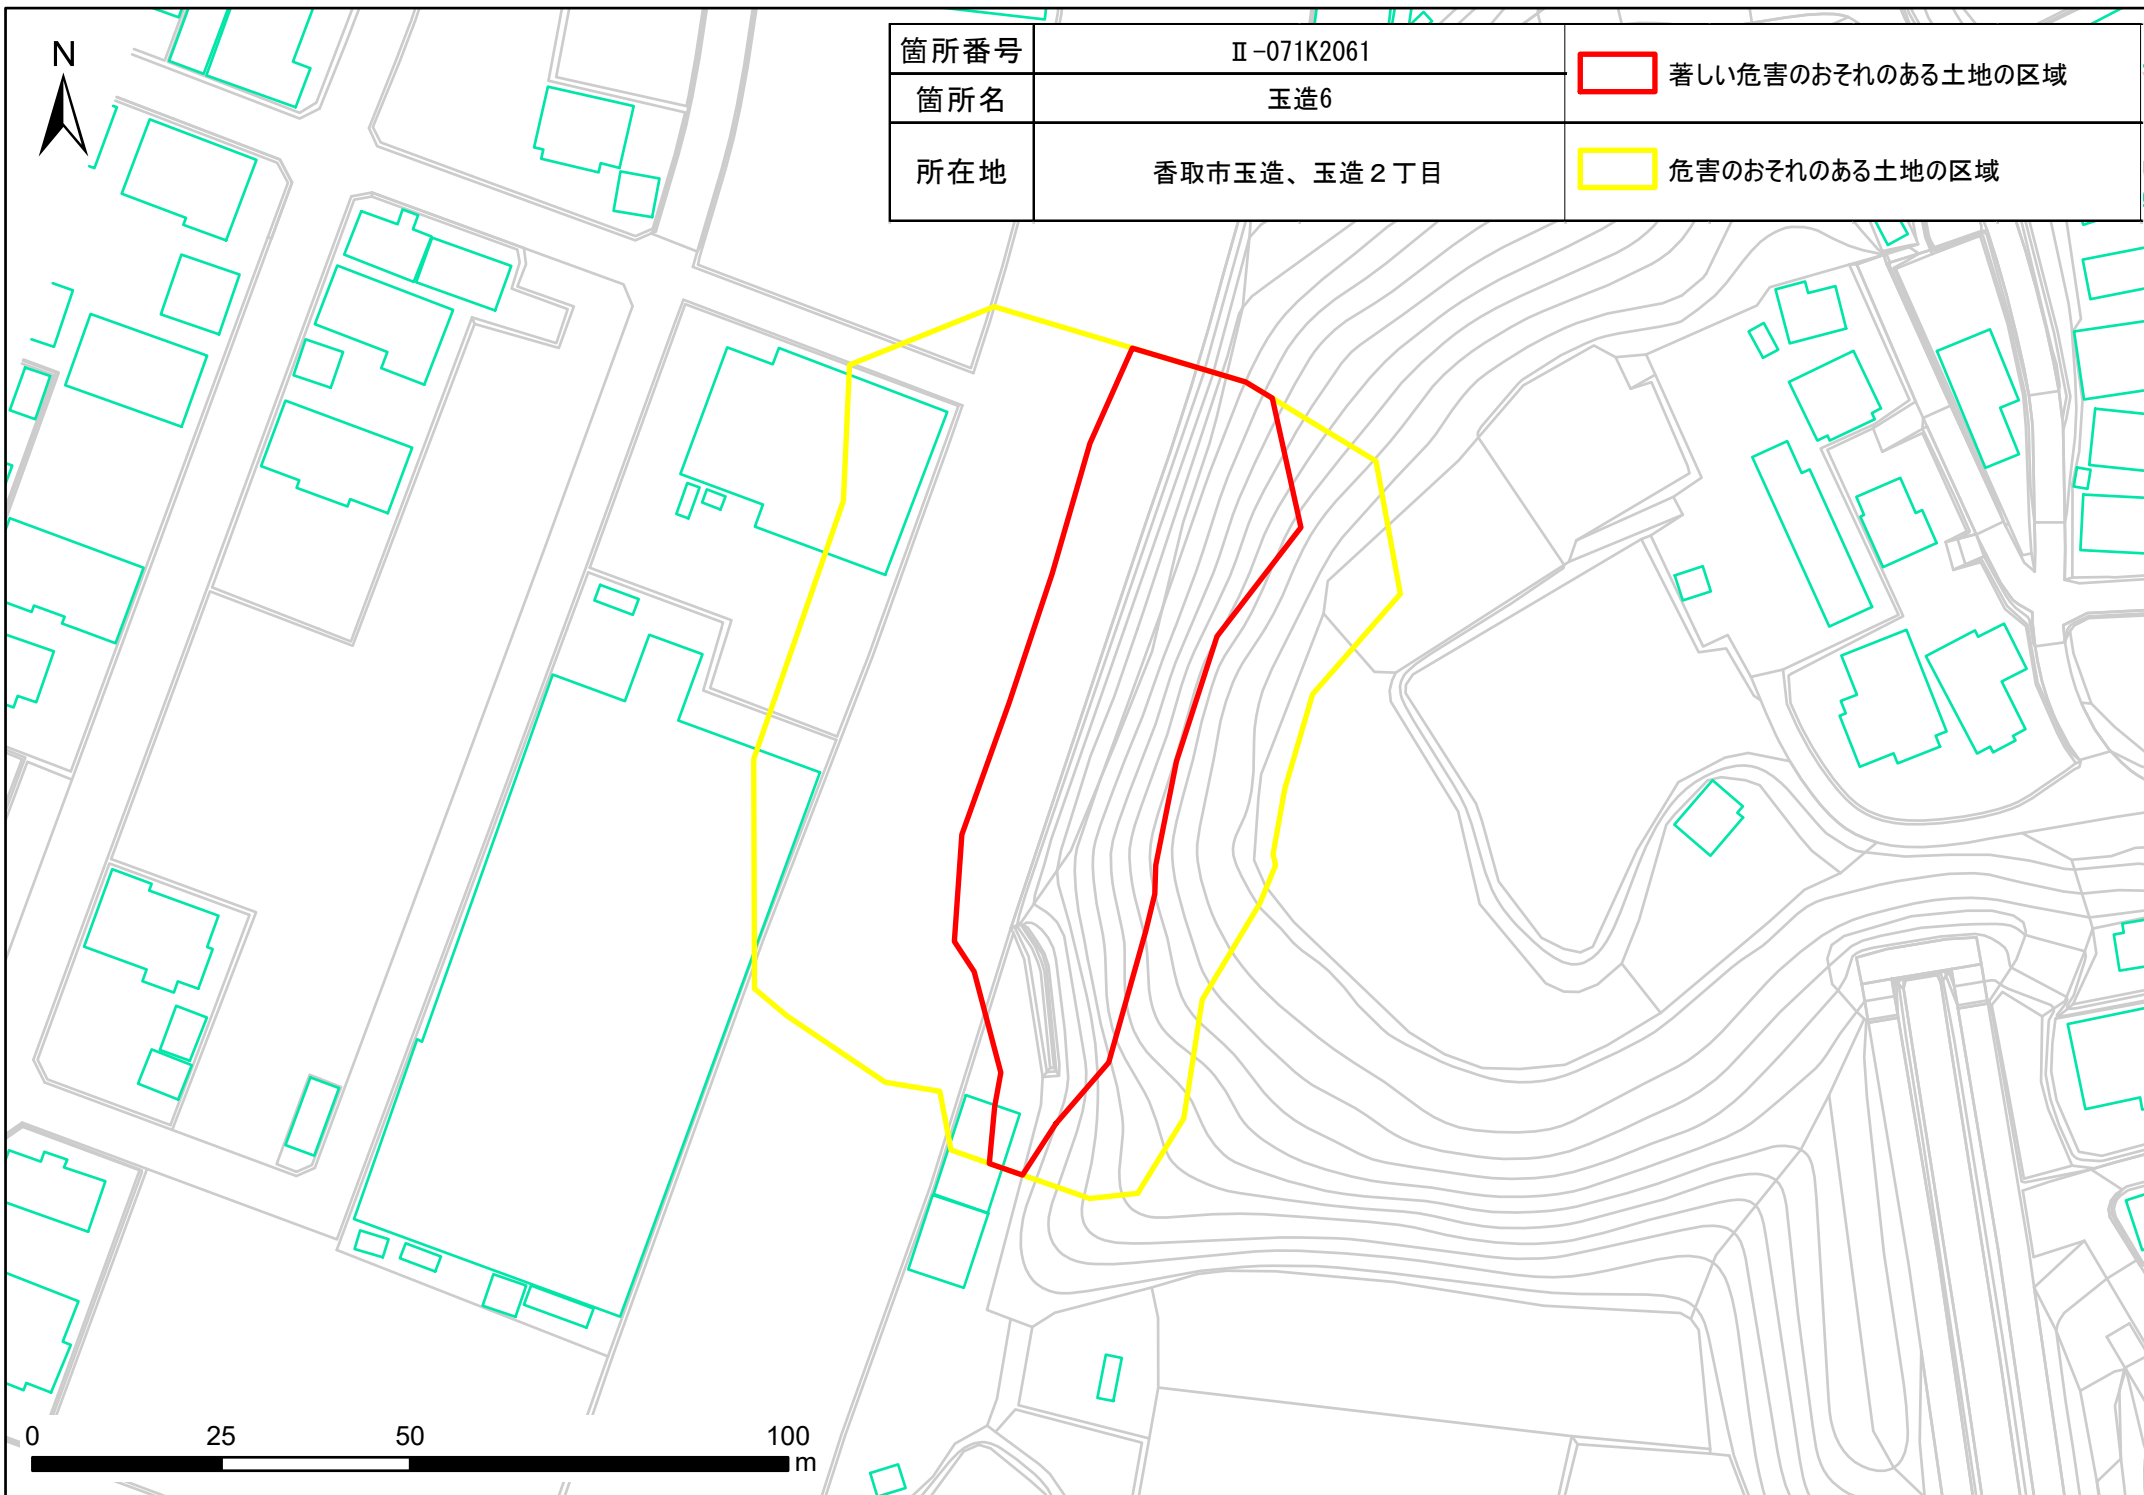 N
箇所番号
Ⅱ-071K2061
著しい危害のおそれのある土地の区域
箇所名
玉造6
所在地
香取市玉造、玉造２丁目
危害のおそれのある土地の区域
0 25 50 100
m